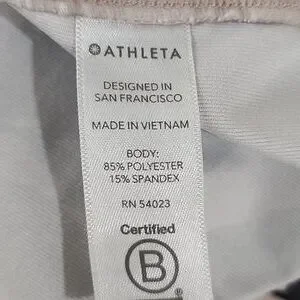 ATHLETA
DESIGNED IN
SAN FRANCISCO
MADE IN VIETNAM
BODY:
85% POLYESTER
15% SPANDEX
RN 54023
Certified
B